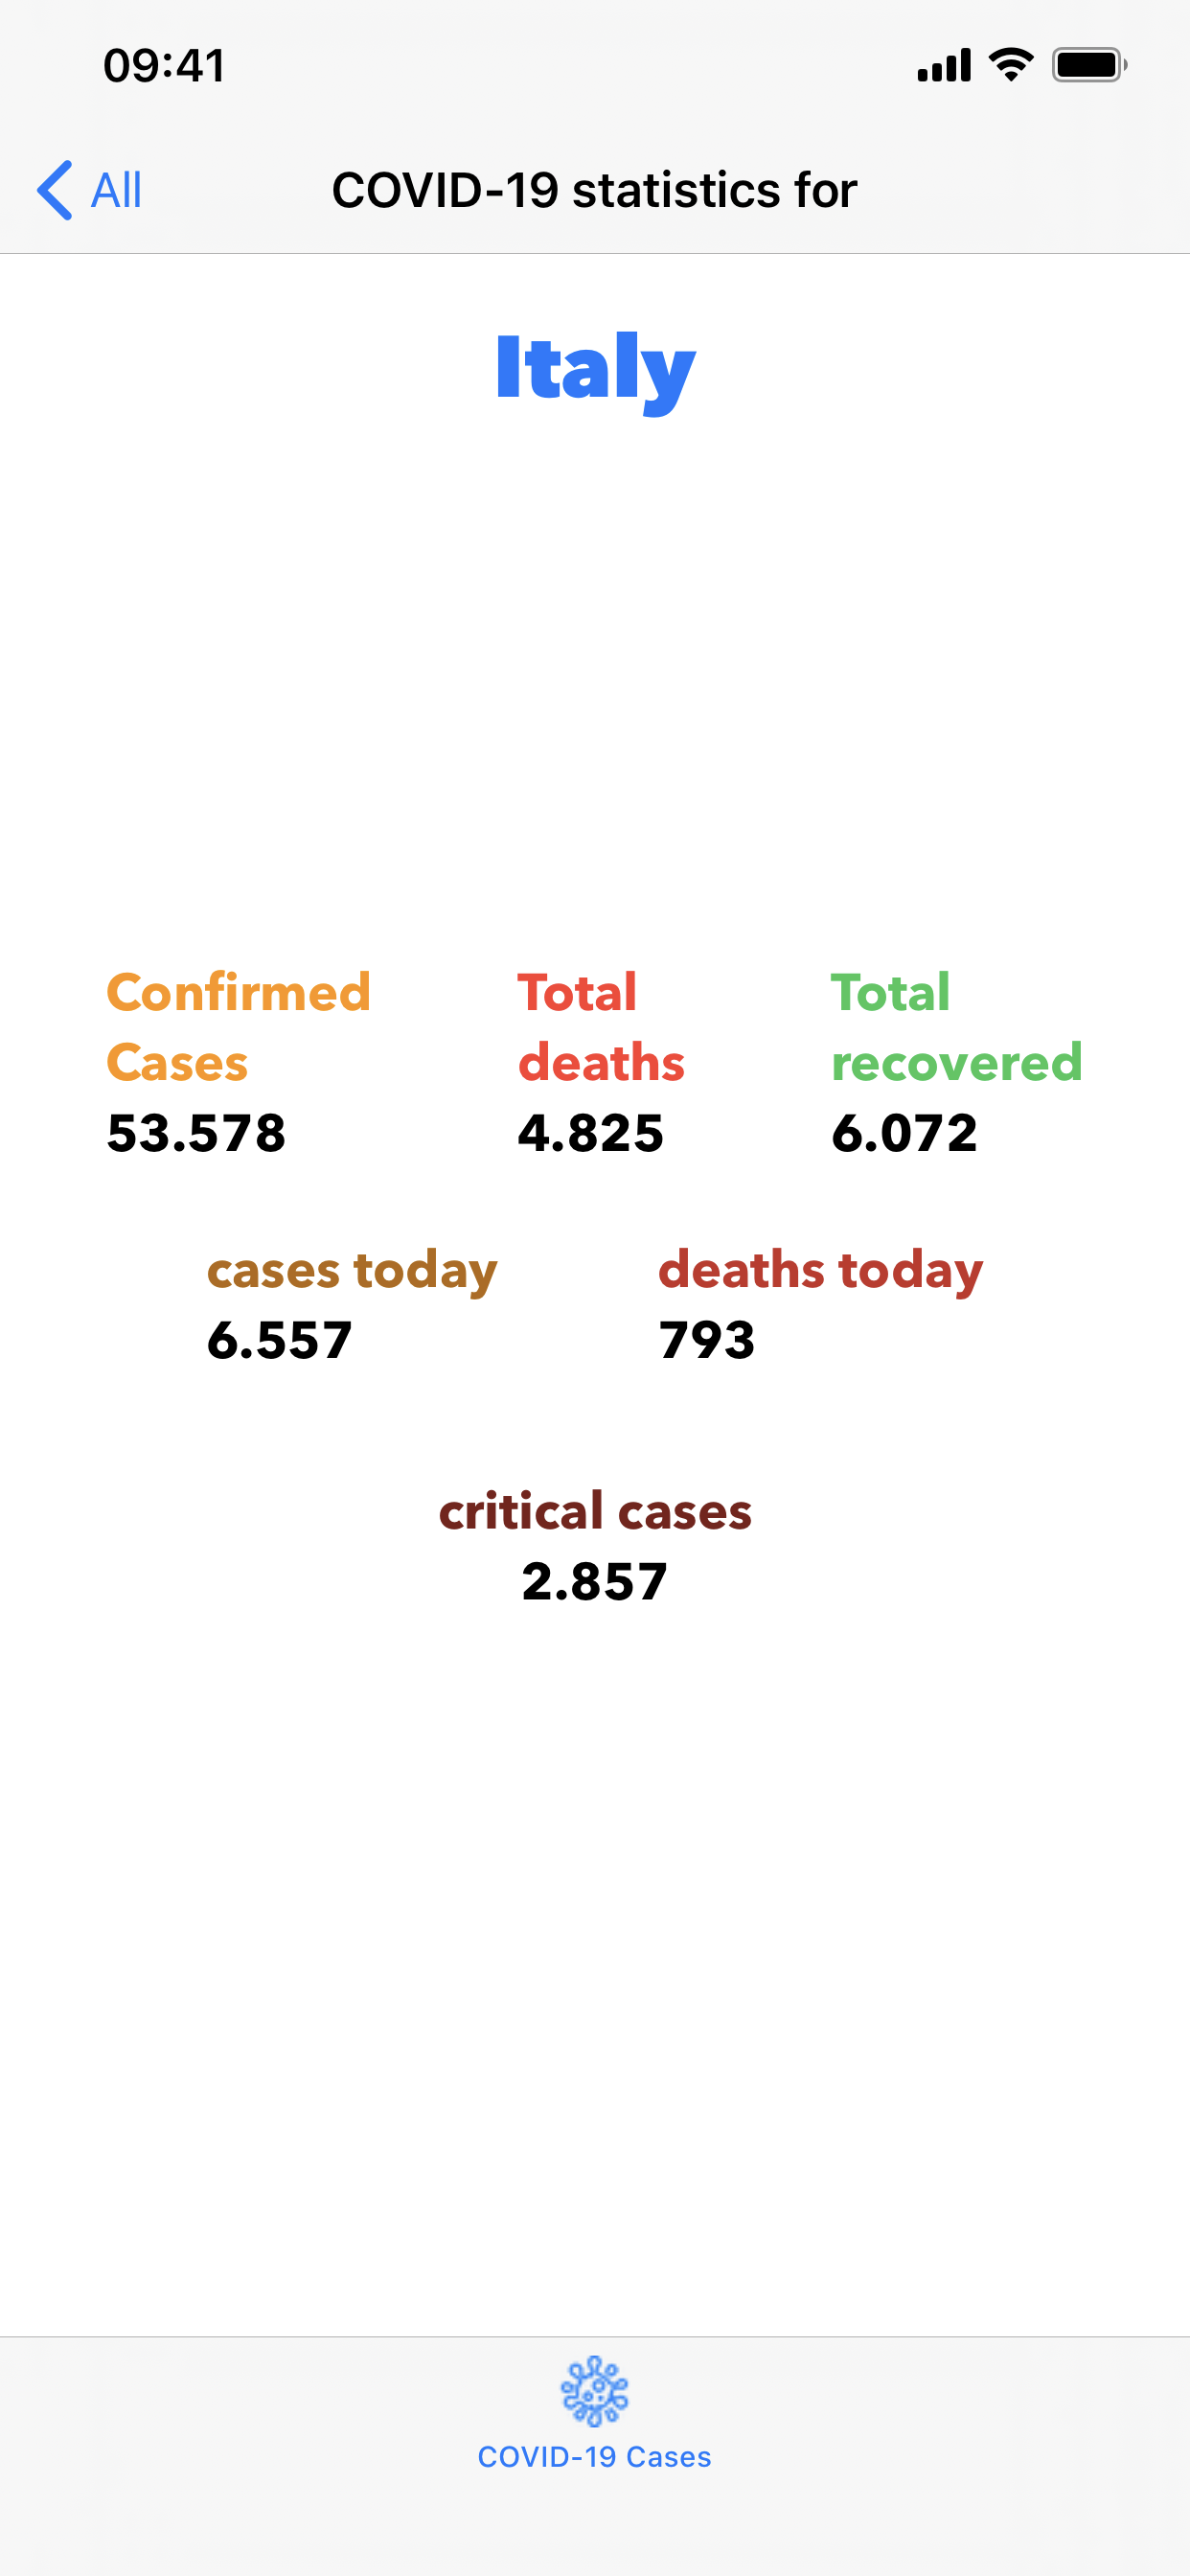 09:41
All
COVID-19 statistics for
Italy
Confirmed Cases
53.578
Total deaths
4.825
Total recovered
6.072
cases today
6.557
deaths today
793
critical cases
2.857
COVID-19 Cases